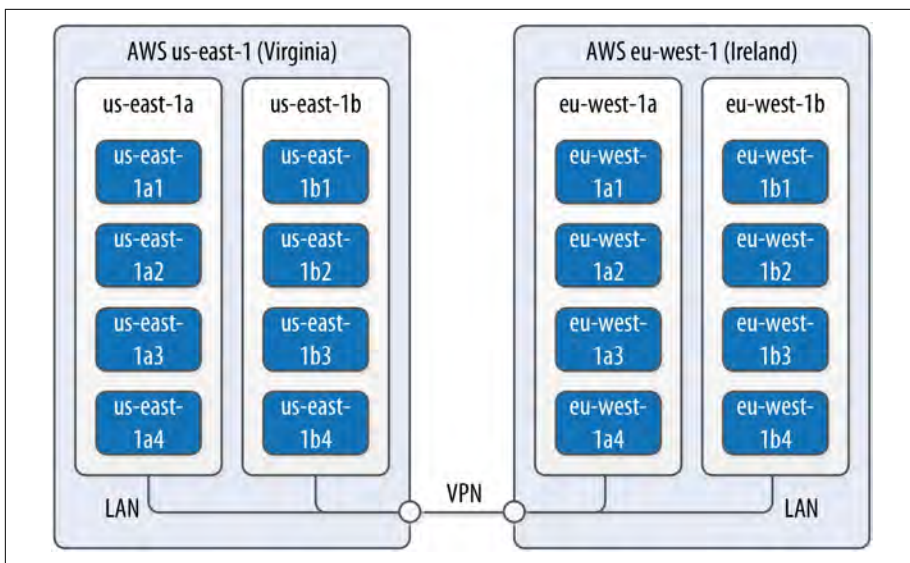 AWS us-east-1 (Virginia)
us-east-1a
us-east-
1a1
us-east-
1a2
us-east-
1a3
us-east-
1a4
us-east-1b
us-east-
1b1
us-east-
1b2
us-east-
1b3
us-east-
1b4
LAN
VPN
AWS eu-west-1 (Ireland)
eu-west-1a
eu-west-
1a1
eu-west-
1a2
eu-west-
1a3
eu-west-
1a4
eu-west-1b
eu-west-
1b1
eu-west-
1b2
eu-west-
1b3
eu-west-
1b4
LAN